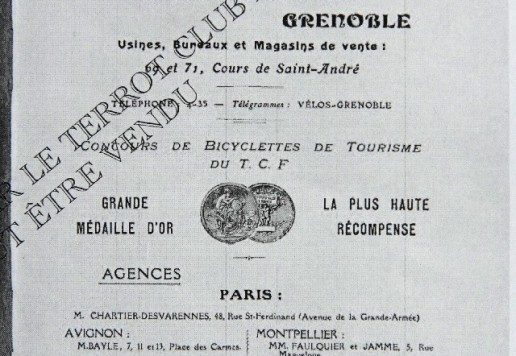 GRENOBLE
Usines, Bureaux et Magasins de vente :
69 et 71, Cours de Saint-André
TÉLÉPHONE -35 — Télégrammes : VÉLOS-GRENOBLE
CONCOURS DE BICYCLETTES DE TOURISME
DU T. C. F
GRANDE
MÉDAILLE D'OR
LA PLUS HAUTE
RÉCOMPENSE
AGENCES
PARIS :
M. CHARTIER-DESVARENNES, 48, Rue St-Ferdinand (Avenue de la Grande-Armée)
AVIGNON :
M.BAYLE, 7, 11 et 13, Place des Carmes.
MONTPELLIER :
MM. FAULQUIER et JAMME, 5, Rue
Maguelone
LE TERROT CLUB
ÊTRE VENDU